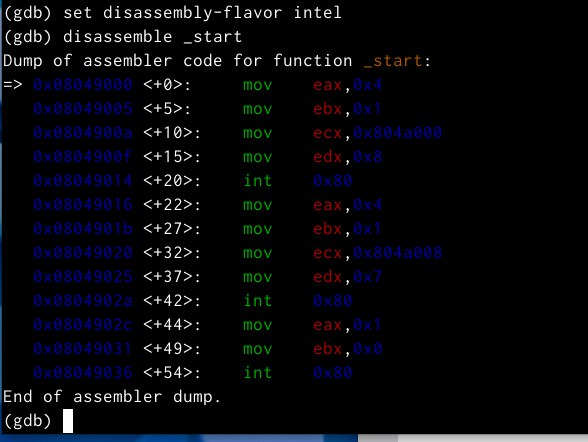 (gdb) set disassembly-flavor intel
(gdb) disassemble _start
Dump of assembler code for function _start:
=> 0x08049000 <+0>:     mov    eax,0x4
   0x08049005 <+5>:     mov    ebx,0x1
   0x0804900a <+10>:    mov    ecx,0x804a000
   0x0804900f <+15>:    mov    edx,0x8
   0x08049014 <+20>:    int    0x80
   0x08049016 <+22>:    mov    eax,0x4
   0x0804901b <+27>:    mov    ebx,0x1
   0x08049020 <+32>:    mov    ecx,0x804a008
   0x08049025 <+37>:    mov    edx,0x7
   0x0804902a <+42>:    int    0x80
   0x0804902c <+44>:    mov    eax,0x1
   0x08049031 <+49>:    mov    ebx,0x0
   0x08049036 <+54>:    int    0x80
End of assembler dump.
(gdb)